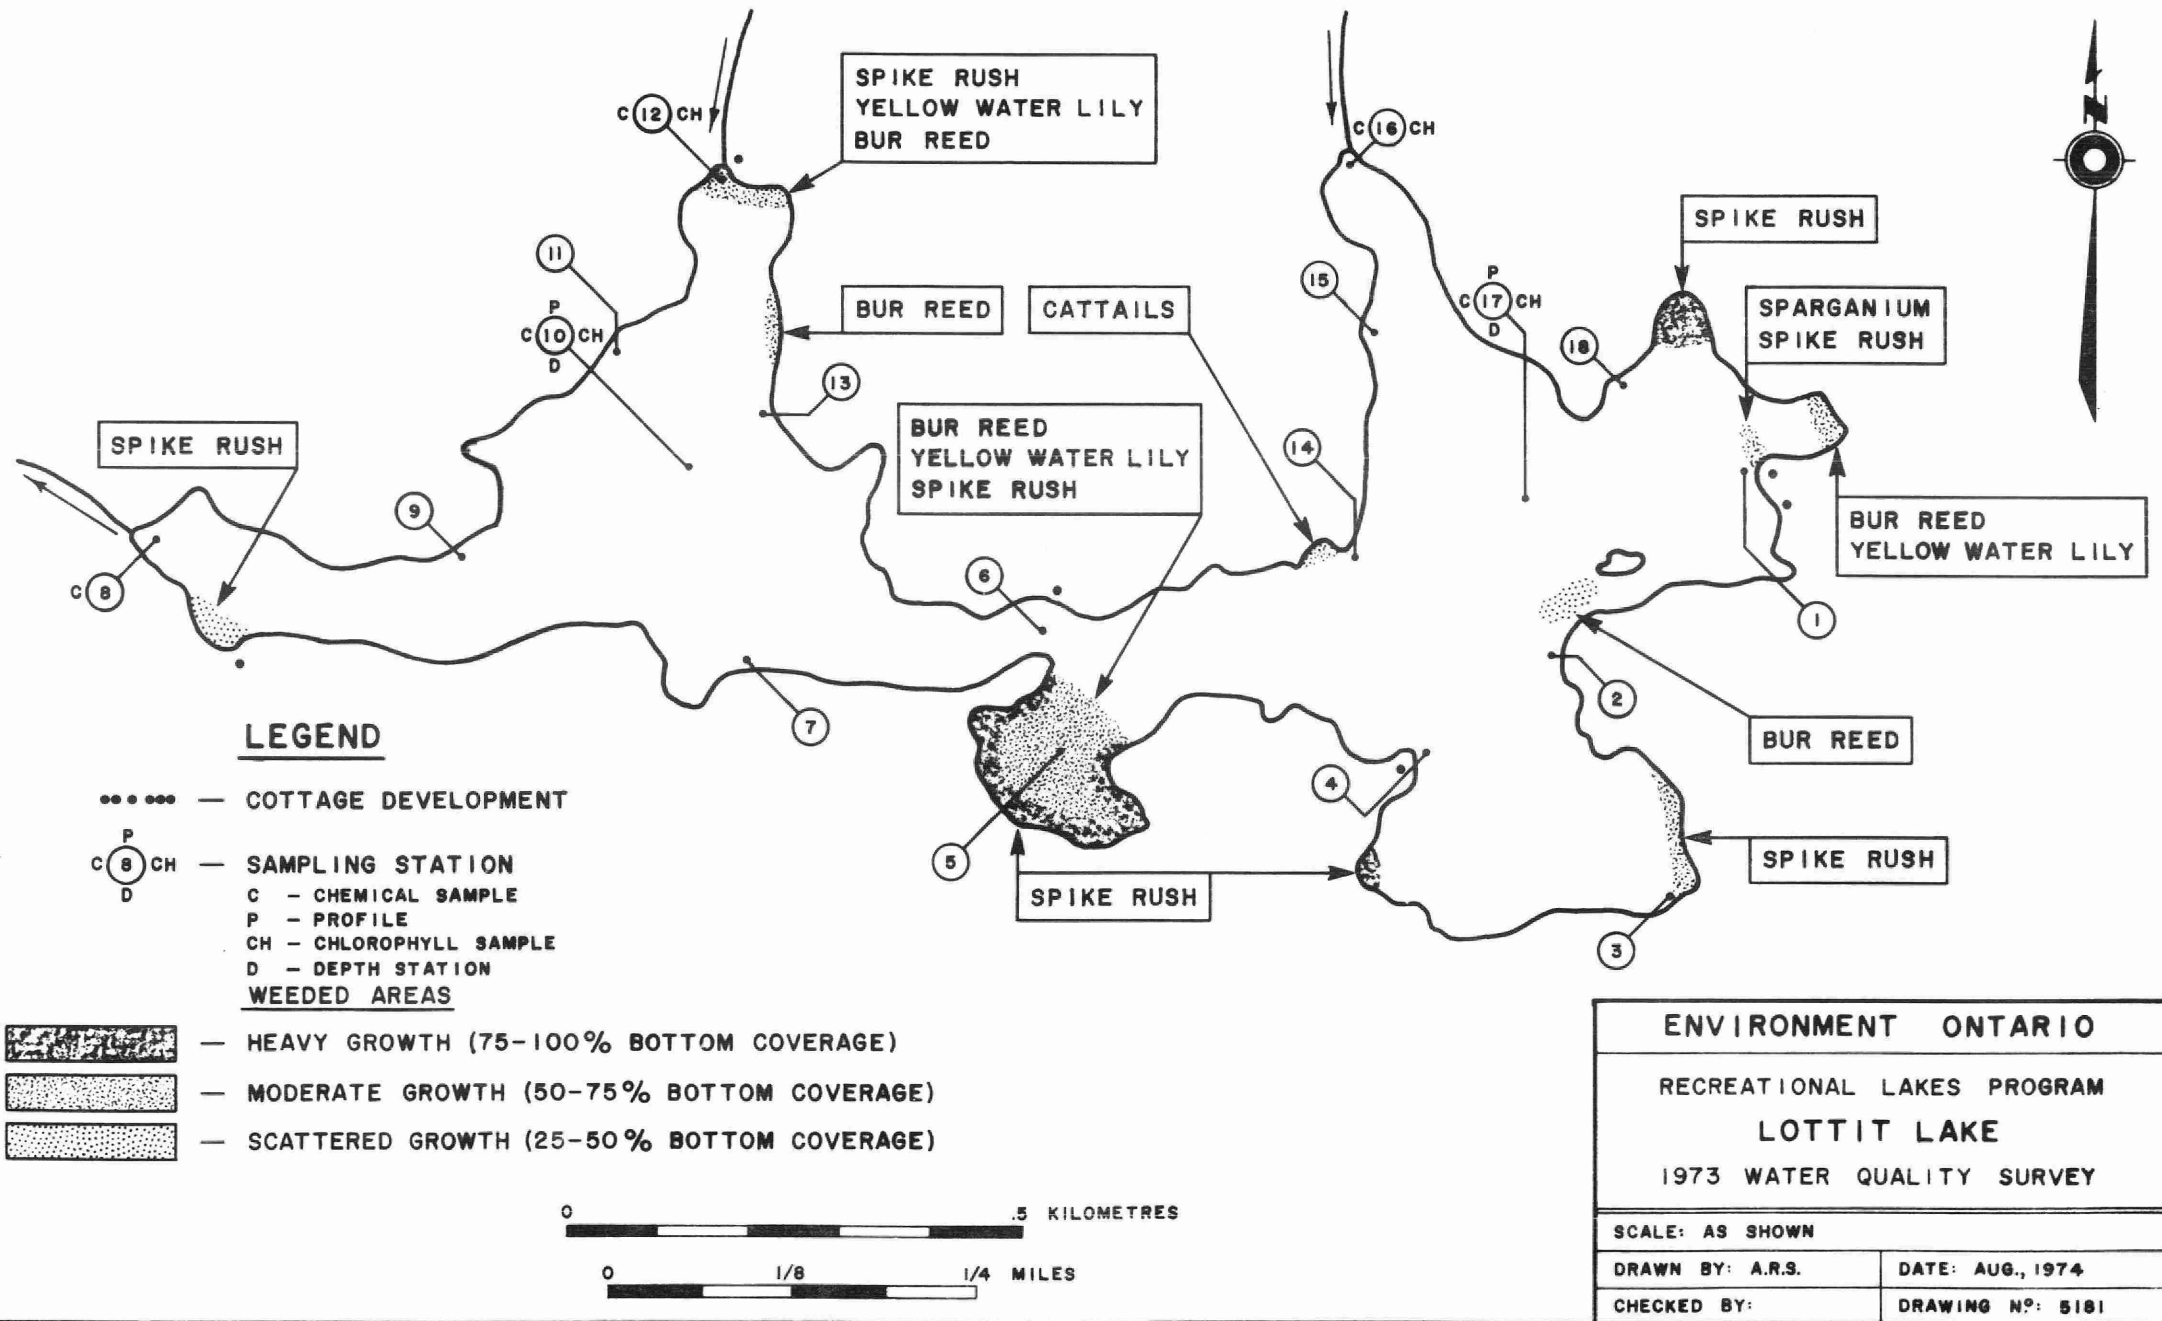 SPIKE RUSH
YELLOW WATER LILY
BUR REED
C 12 CH
C 16 CH
N
SPIKE RUSH
11
P
C 10 CH
D
BUR REED
CATTAILS
15
P
C 17 CH
D
SPARGANIUM
SPIKE RUSH
18
13
SPIKE RUSH
BUR REED
YELLOW WATER LILY
SPIKE RUSH
14
9
BUR REED
YELLOW WATER LILY
C 8
6
1
2
7
BUR REED
4
5
SPIKE RUSH
SPIKE RUSH
3
LEGEND
— COTTAGE DEVELOPMENT
P
C 8 CH — SAMPLING STATION
D
C – CHEMICAL SAMPLE
P – PROFILE
CH – CHLOROPHYLL SAMPLE
D – DEPTH STATION
WEEDED AREAS
— HEAVY GROWTH (75-100% BOTTOM COVERAGE)
— MODERATE GROWTH (50-75% BOTTOM COVERAGE)
— SCATTERED GROWTH (25-50% BOTTOM COVERAGE)
0 .5 KILOMETRES
0 1/8 1/4 MILES
ENVIRONMENT ONTARIO
RECREATIONAL LAKES PROGRAM
LOTTIT LAKE
1973 WATER QUALITY SURVEY
SCALE: AS SHOWN
DRAWN BY: A.R.S.
DATE: AUG., 1974
CHECKED BY:
DRAWING Nº: 5181